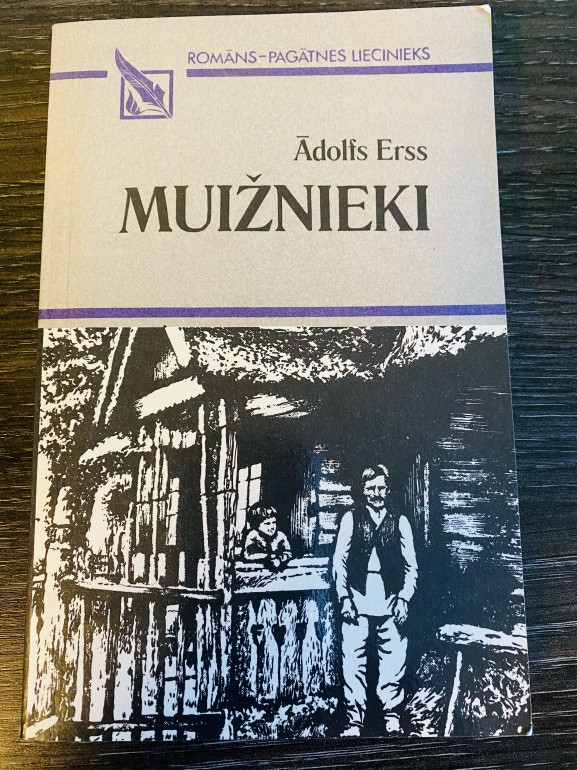 ROMĀNS-PAGĀTNES LIECINIEKS
Ādolfs Erss
MUIŽNIEKI